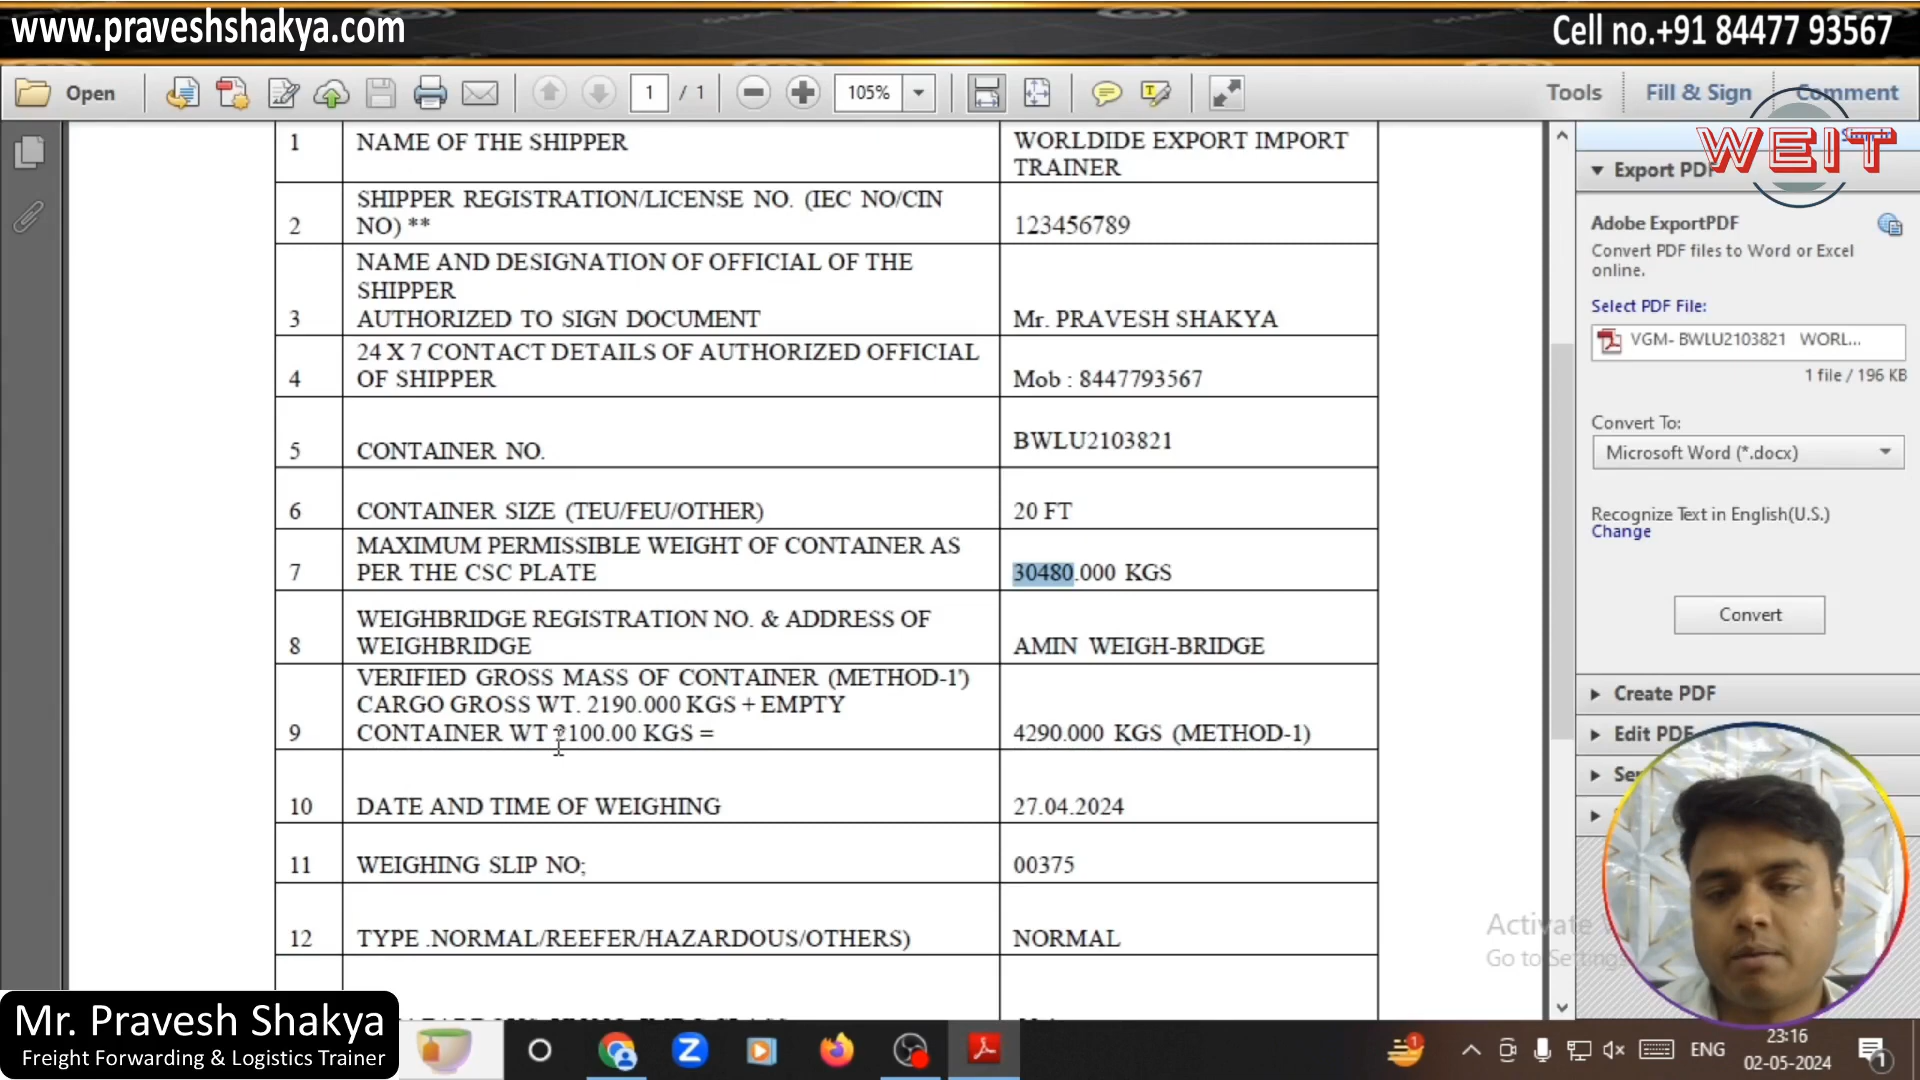 www.praveshshakya.com
Cell no.+91 84477 93567
Open
1 / 1
105%
Tools
Fill & Sign
Comment
WEIT
1 NAME OF THE SHIPPER WORLDIDE EXPORT IMPORT
TRAINER
SHIPPER REGISTRATION/LICENSE NO. (IEC NO/CIN
2 NO) ** 123456789
NAME AND DESIGNATION OF OFFICIAL OF THE
SHIPPER
3 AUTHORIZED TO SIGN DOCUMENT Mr. PRAVESH SHAKYA
24 X 7 CONTACT DETAILS OF AUTHORIZED OFFICIAL
4 OF SHIPPER Mob : 8447793567
5 CONTAINER NO. BWLU2103821
6 CONTAINER SIZE (TEU/FEU/OTHER) 20 FT
MAXIMUM PERMISSIBLE WEIGHT OF CONTAINER AS
7 PER THE CSC PLATE 30480.000 KGS
WEIGHBRIDGE REGISTRATION NO. & ADDRESS OF
8 WEIGHBRIDGE AMIN WEIGH-BRIDGE
VERIFIED GROSS MASS OF CONTAINER (METHOD-1')
CARGO GROSS WT. 2190.000 KGS + EMPTY
9 CONTAINER WT 2100.00 KGS = 4290.000 KGS (METHOD-1)
10 DATE AND TIME OF WEIGHING 27.04.2024
11 WEIGHING SLIP NO; 00375
12 TYPE .NORMAL/REEFER/HAZARDOUS/OTHERS) NORMAL
Export PDF
Adobe ExportPDF
Convert PDF files to Word or Excel
online.
Select PDF File:
VGM- BWLU2103821 WORL...
1 file / 196 KB
Convert To:
Microsoft Word (*.docx)
Recognize Text in English(U.S.)
Change
Convert
Create PDF
Edit PDF
Activate
Go to Settings
Mr. Pravesh Shakya
Freight Forwarding & Logistics Trainer
1
ENG
23:16
02-05-2024
1